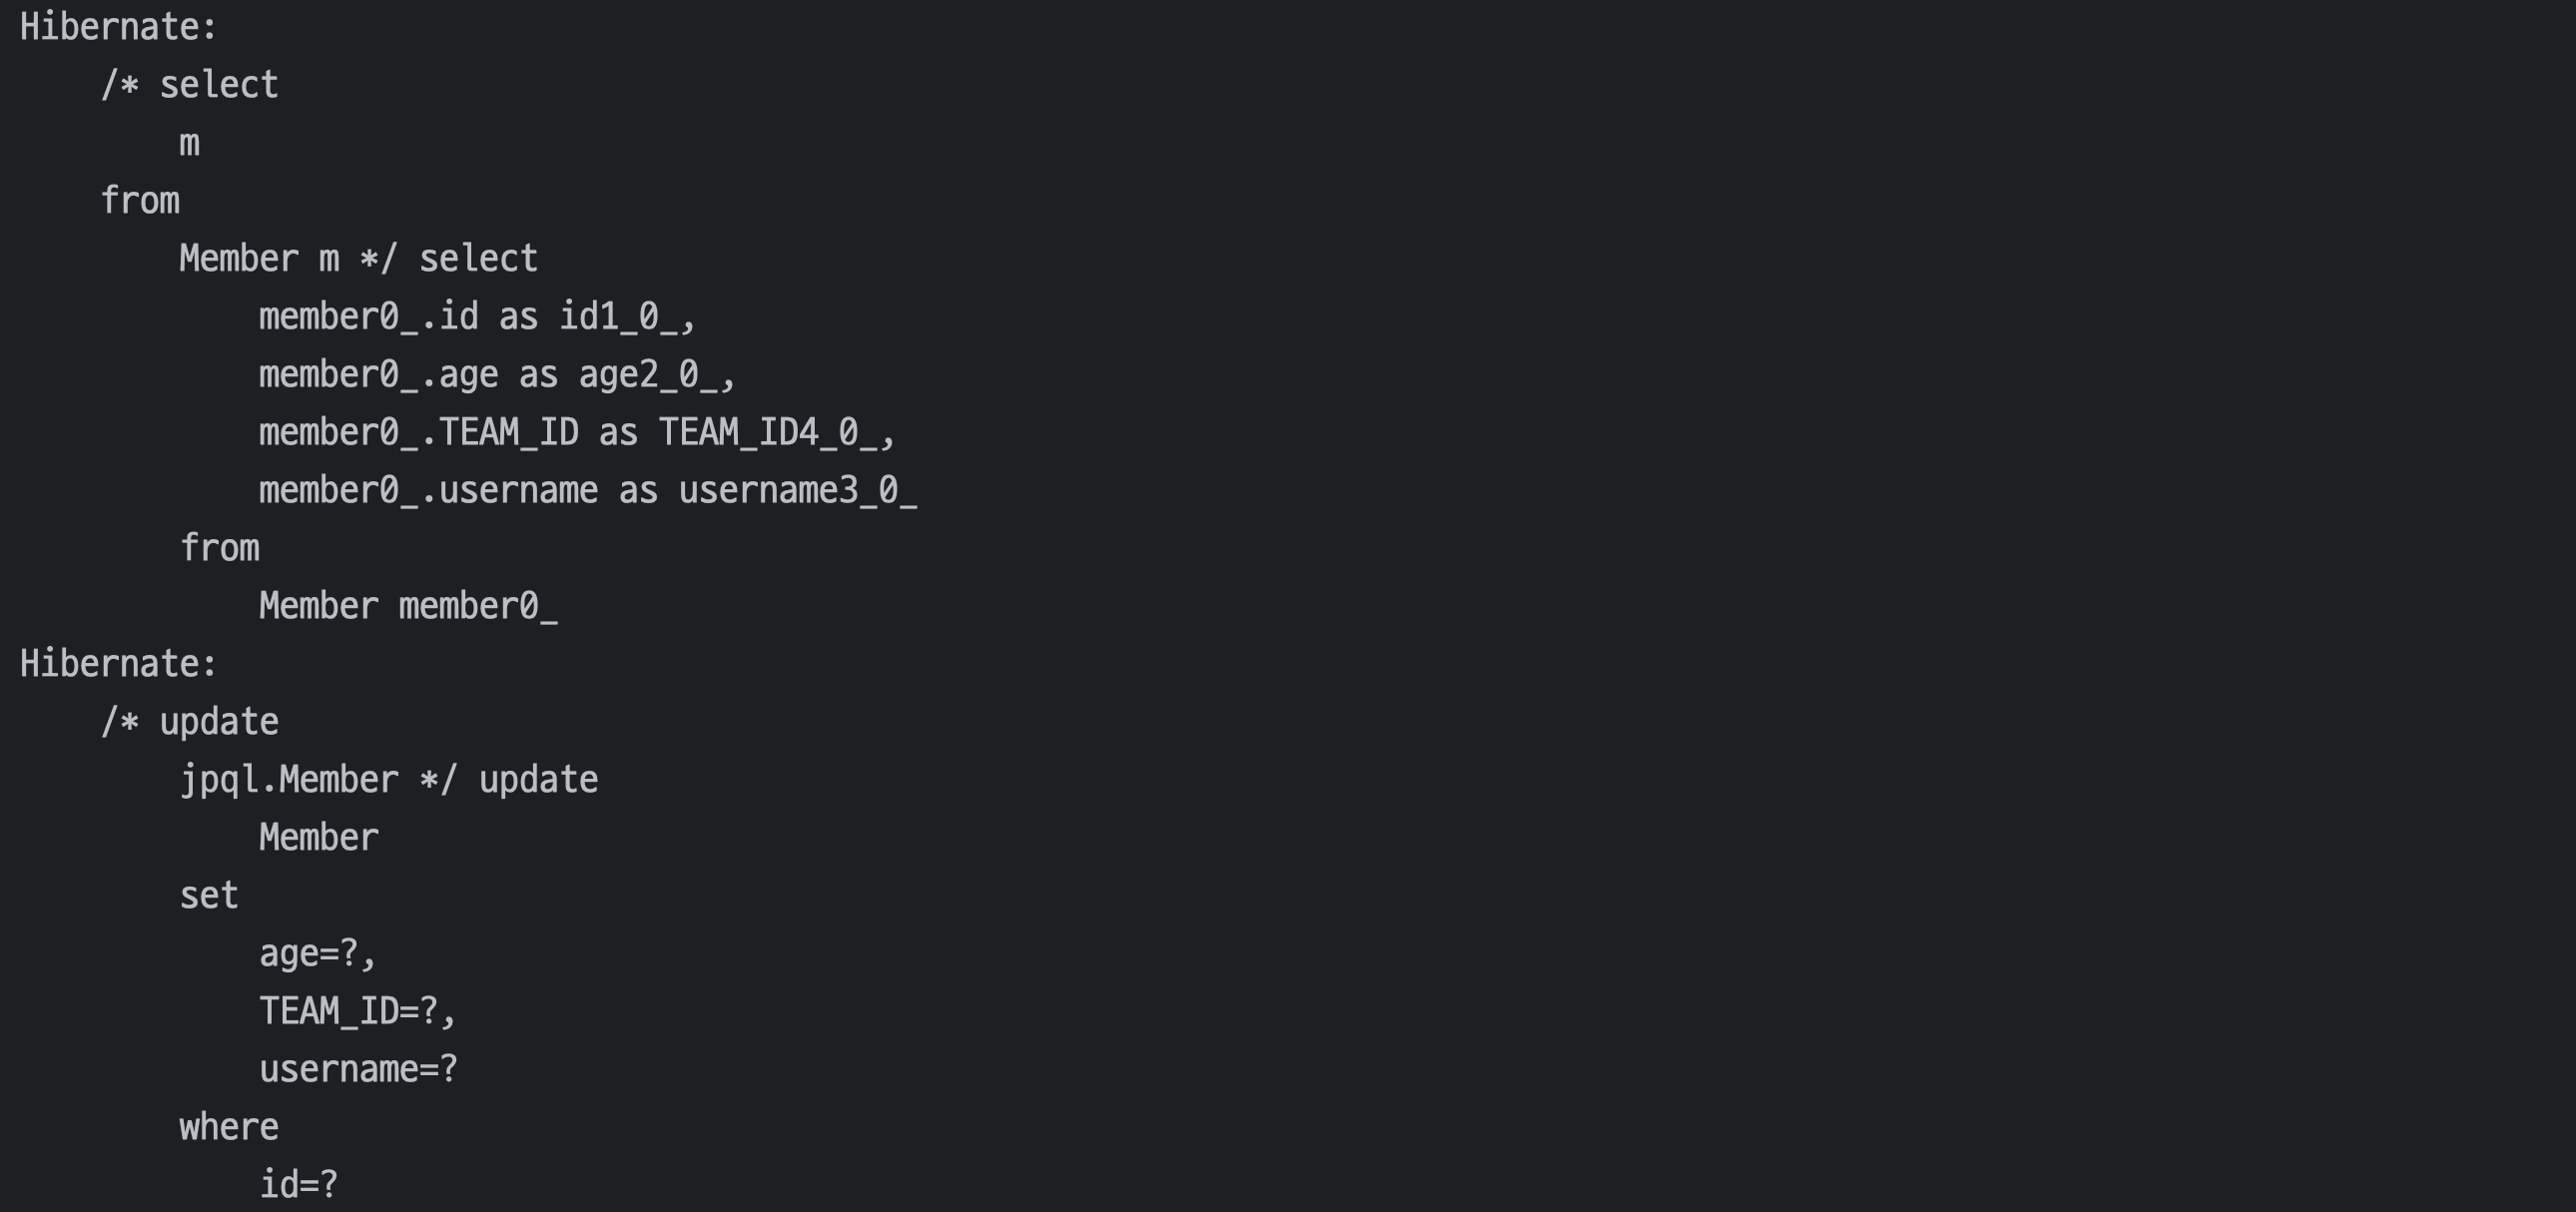 Hibernate:
    /* select
        m
    from
        Member m */ select
            member0_.id as id1_0_,
            member0_.age as age2_0_,
            member0_.TEAM_ID as TEAM_ID4_0_,
            member0_.username as username3_0_
        from
            Member member0_
Hibernate:
    /* update
        jpql.Member */ update
            Member
        set
            age=?,
            TEAM_ID=?,
            username=?
        where
            id=?